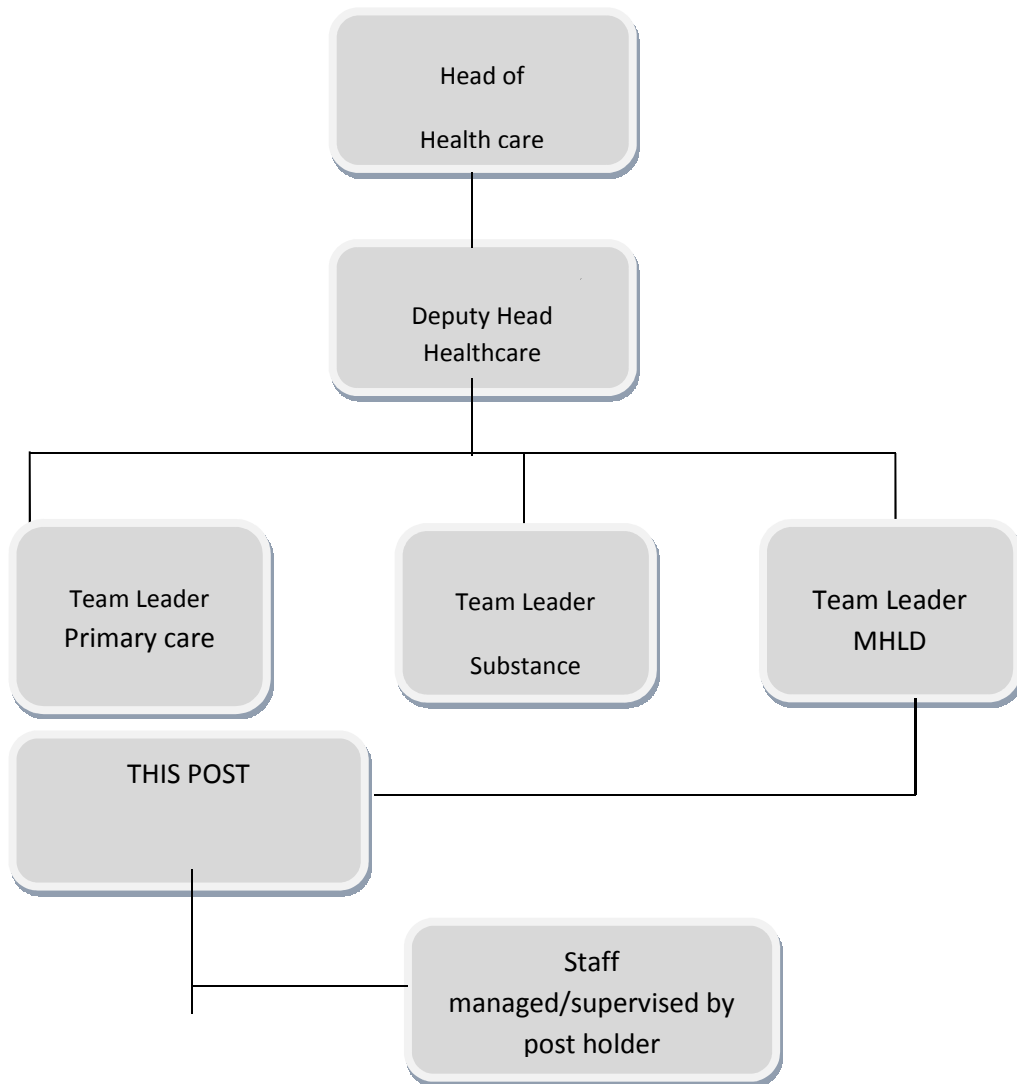 Head of
Health care
Deputy Head
Healthcare
Team Leader
Primary care
Team Leader
Substance
Team Leader
MHLD
THIS POST
Staff
managed/supervised by
post holder